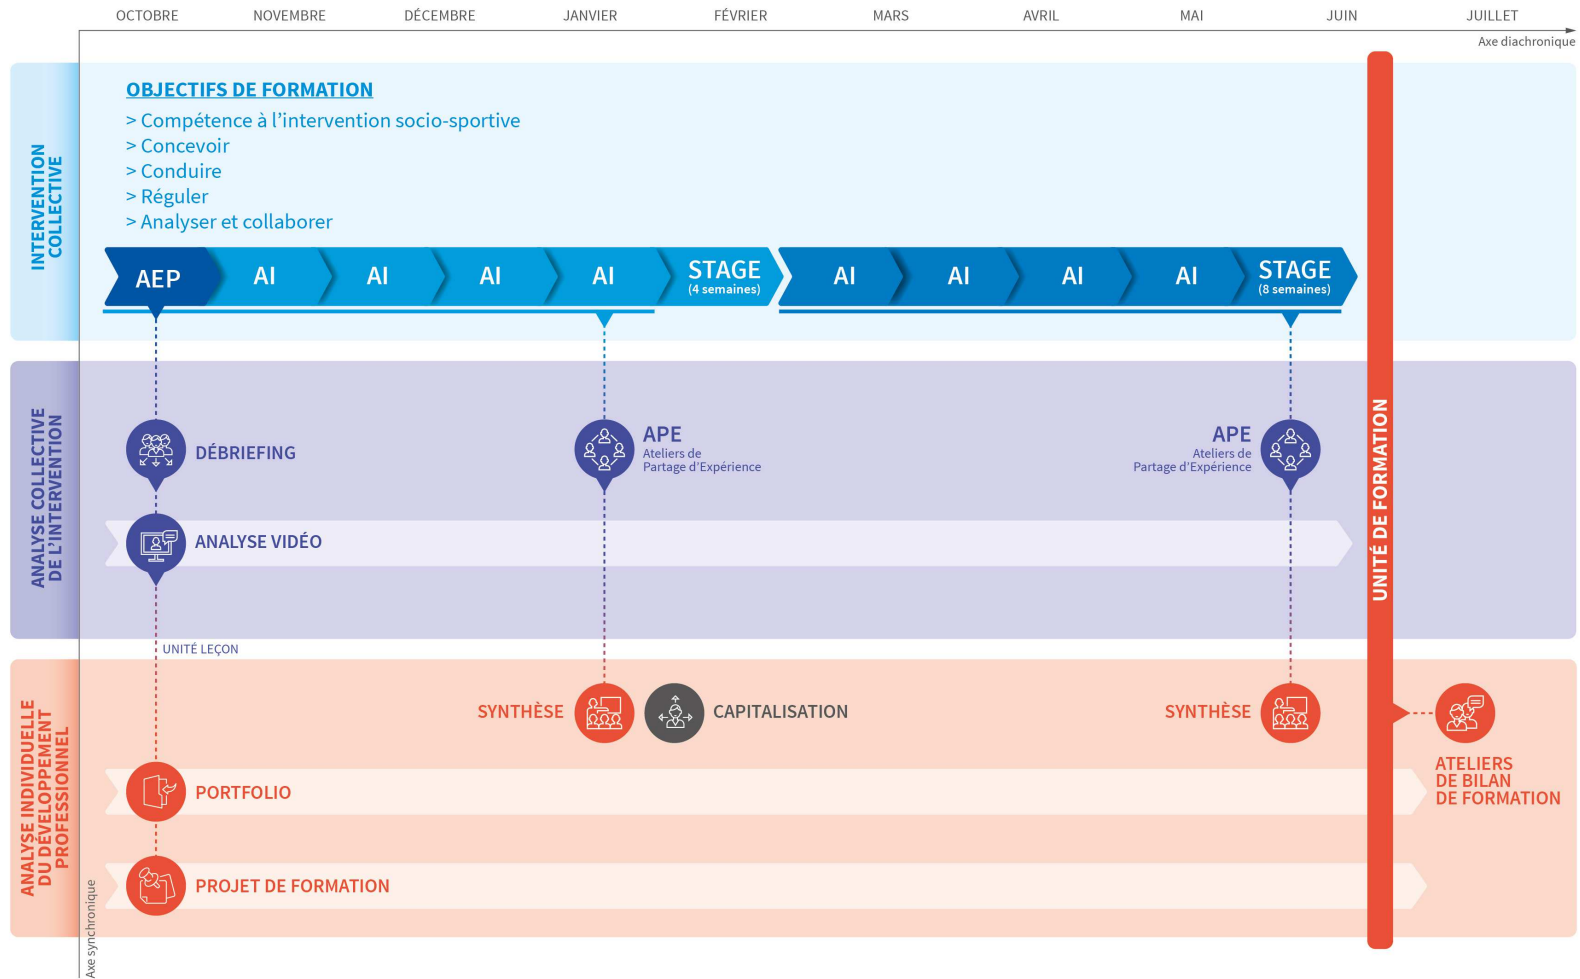 OCTOBRE NOVEMBRE DÉCEMBRE JANVIER FÉVRIER MARS AVRIL MAI JUIN JUILLET
Axe diachronique
INTERVENTION
COLLECTIVE
OBJECTIFS DE FORMATION
> Compétence à l'intervention socio-sportive
> Concevoir
> Conduire
> Réguler
> Analyser et collaborer
AEP AI AI AI AI STAGE AI AI AI AI STAGE
(4 semaines) (8 semaines)
UNITÉ DE FORMATION
ANALYSE COLLECTIVE
DE L'INTERVENTION
DÉBRIEFING
APE
Ateliers de
Partage d'Expérience
APE
Ateliers de
Partage d'Expérience
ANALYSE VIDÉO
UNITÉ LEÇON
ANALYSE INDIVIDUELLE
DU DÉVELOPPEMENT
PROFESSIONNEL
SYNTHÈSE
CAPITALISATION
SYNTHÈSE
ATELIERS
DE BILAN
DE FORMATION
PORTFOLIO
PROJET DE FORMATION
Axe synchronique